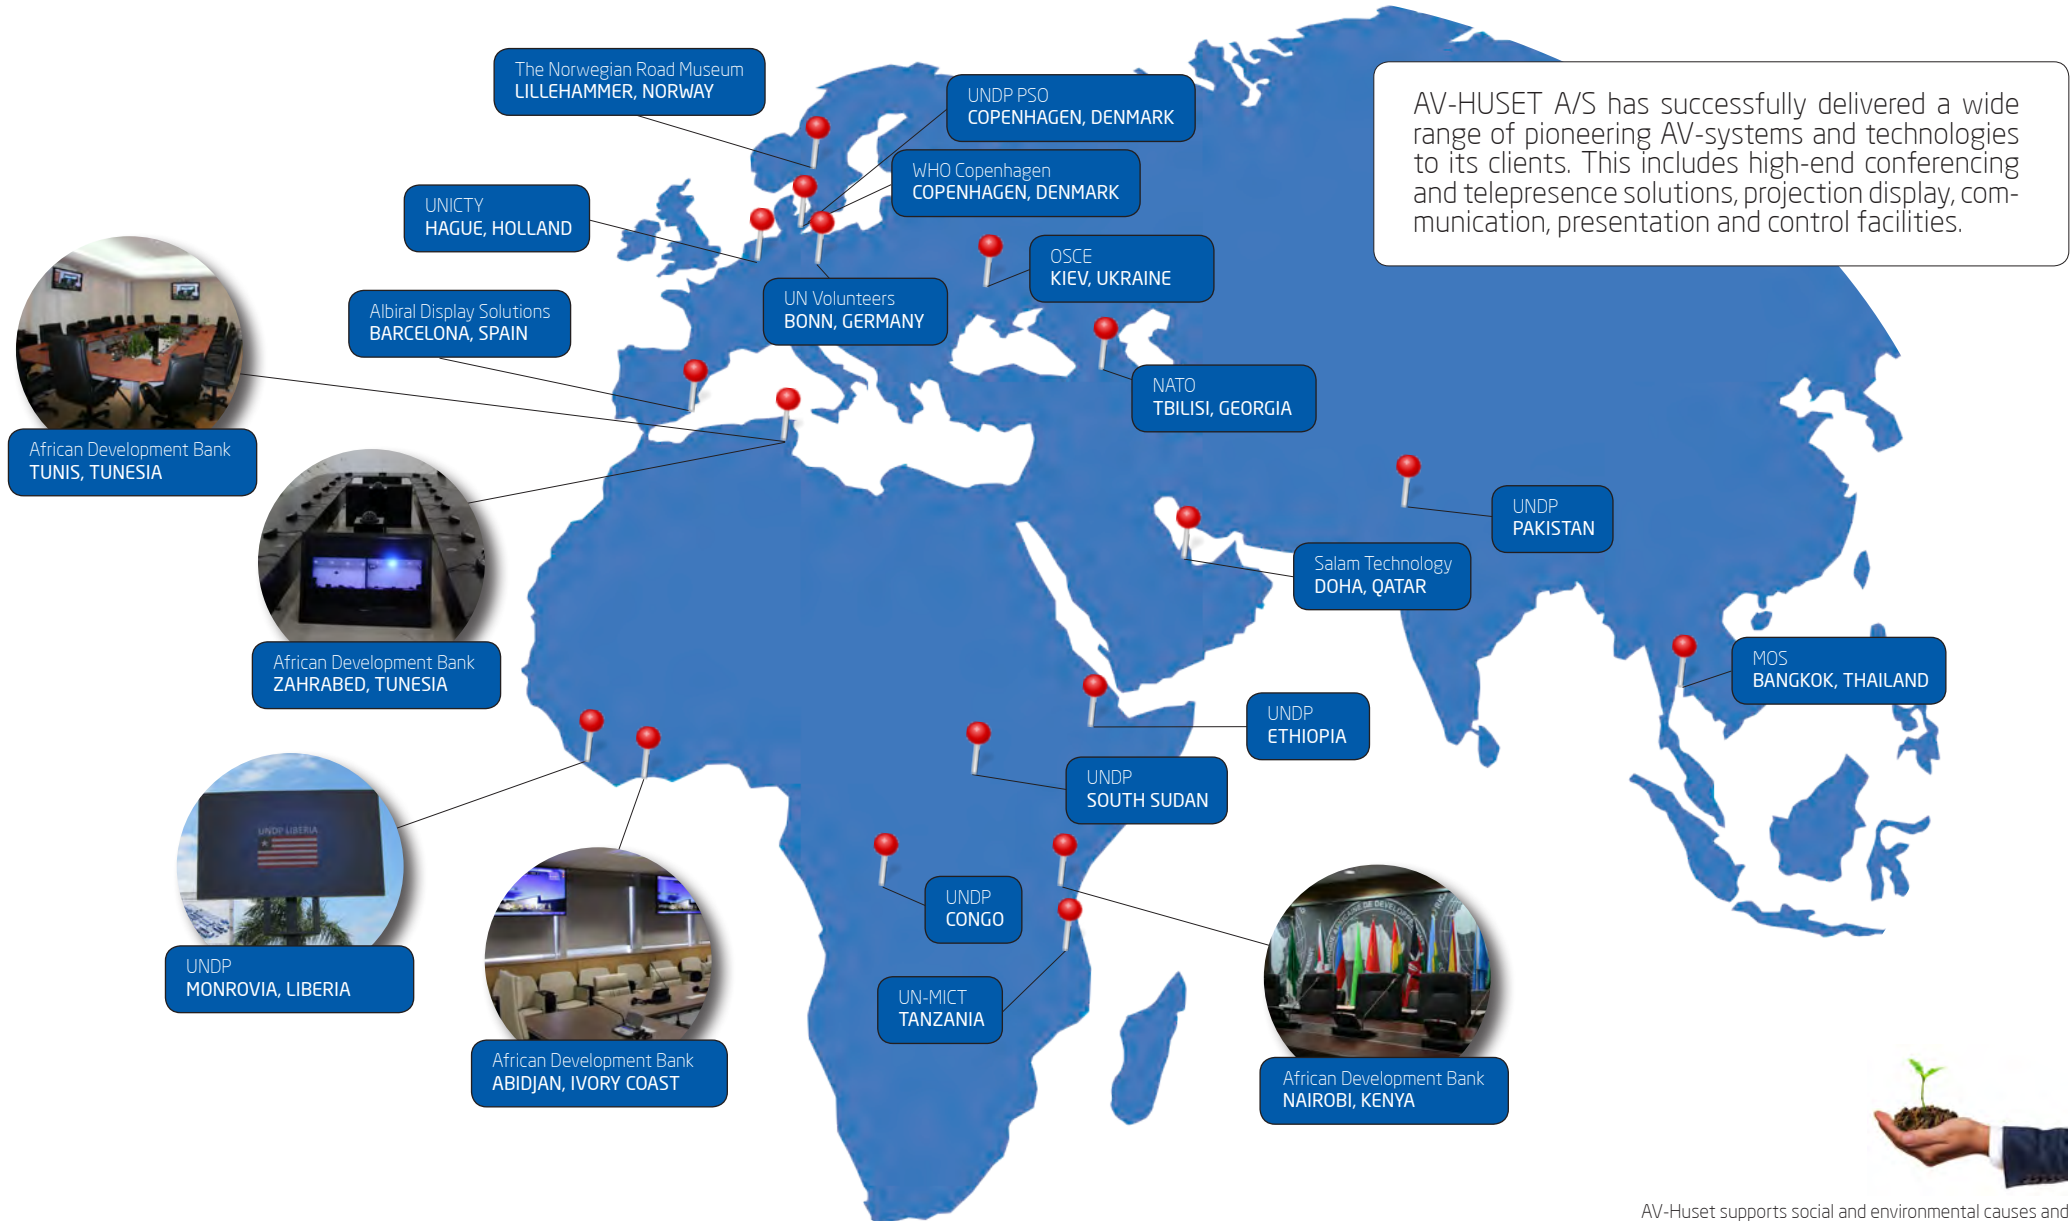 The Norwegian Road Museum
LILLEHAMMER, NORWAY
UNDP PSO
COPENHAGEN, DENMARK
WHO Copenhagen
COPENHAGEN, DENMARK
AV-HUSET A/S has successfully delivered a wide
range of pioneering AV-systems and technologies
to its clients. This includes high-end conferencing
and telepresence solutions, projection display, com-
munication, presentation and control facilities.
UNICTY
HAGUE, HOLLAND
OSCE
KIEV, UKRAINE
UN Volunteers
BONN, GERMANY
Albiral Display Solutions
BARCELONA, SPAIN
NATO
TBILISI, GEORGIA
African Development Bank
TUNIS, TUNESIA
UNDP
PAKISTAN
Salam Technology
DOHA, QATAR
African Development Bank
ZAHRABED, TUNESIA
MOS
BANGKOK, THAILAND
UNDP
ETHIOPIA
UNDP
SOUTH SUDAN
UNDP LIBERIA
UNDP
MONROVIA, LIBERIA
UNDP
CONGO
UN-MICT
TANZANIA
African Development Bank
ABIDJAN, IVORY COAST
AFRICAINE DE DEVELOP
African Development Bank
NAIROBI, KENYA
AV-Huset supports social and environmental causes and